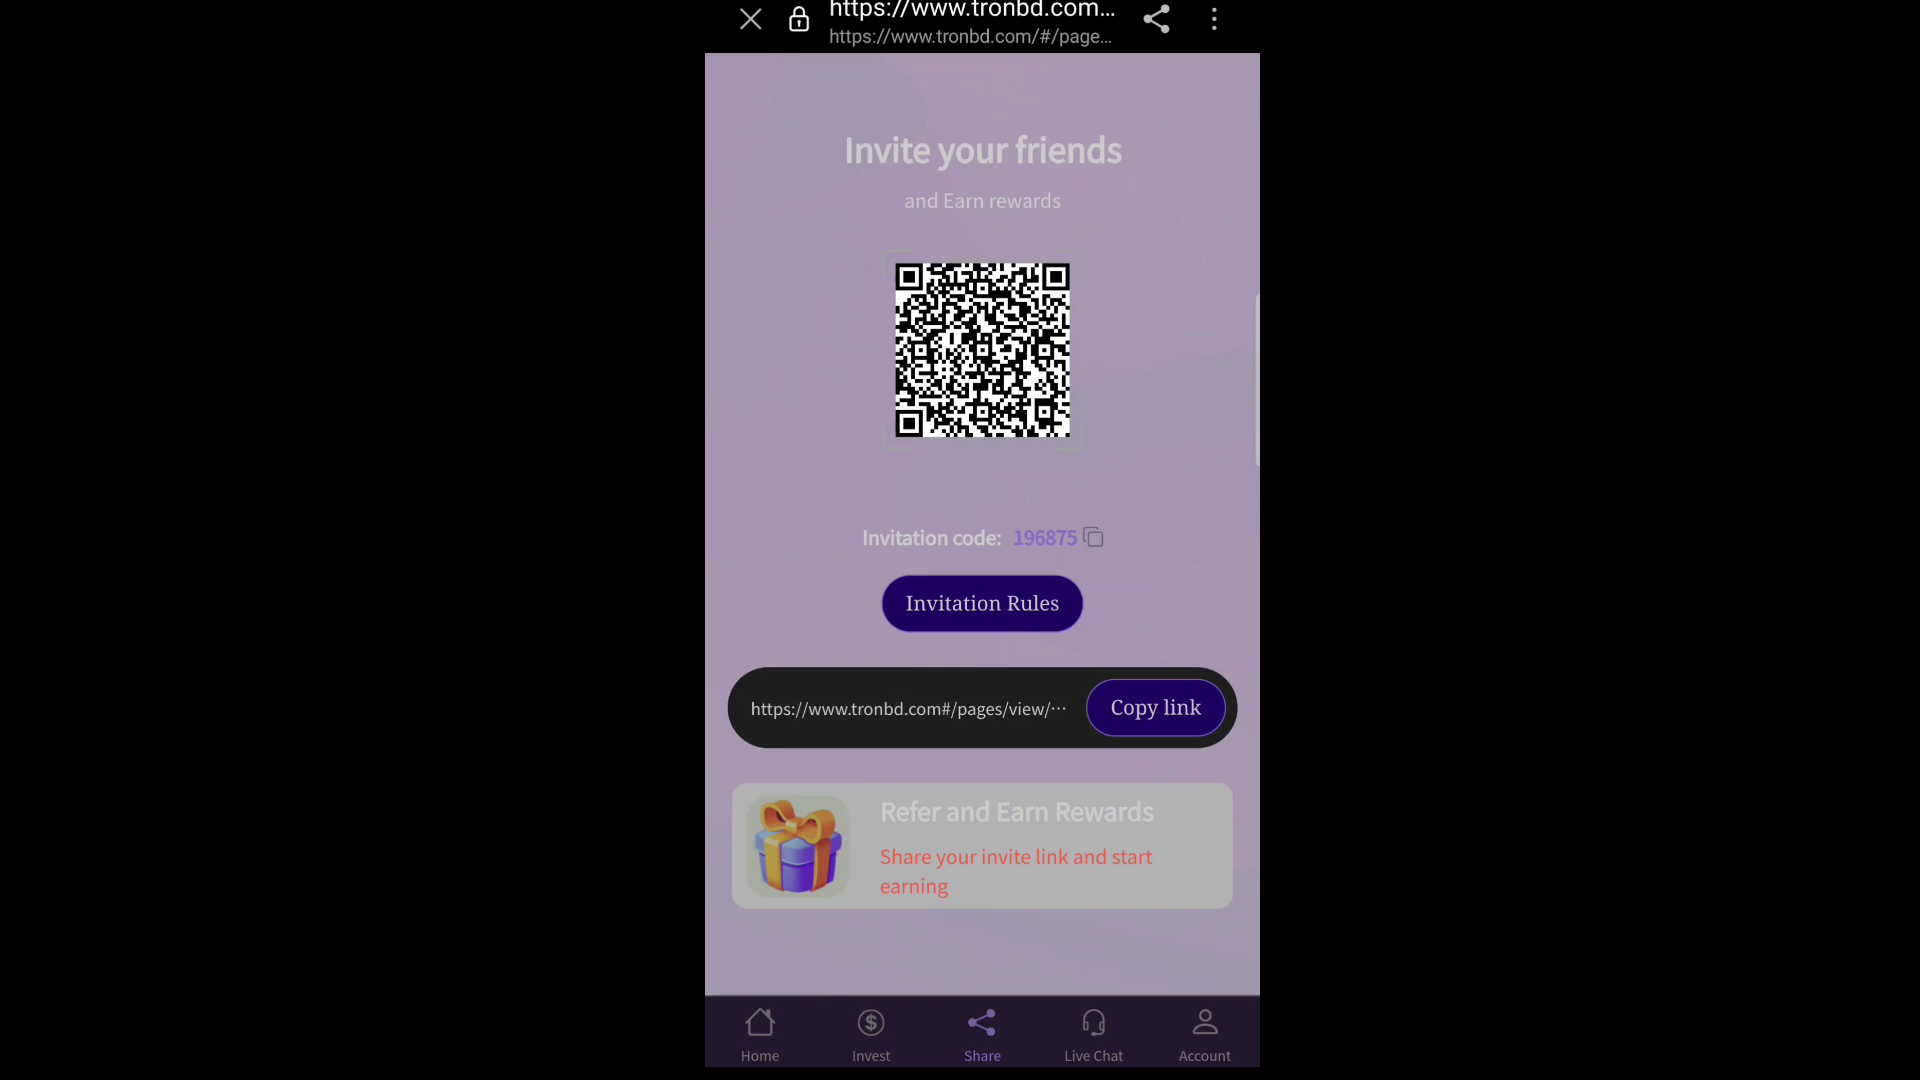 https://www.tronbd.com...
https://www.tronbd.com/#/page...
Invite your friends
and Earn rewards
Invitation code: 196875
Invitation Rules
https://www.tronbd.com#/pages/view/···
Copy link
Refer and Earn Rewards
Share your invite link and start
earning
Home
Invest
Share
Live Chat
Account